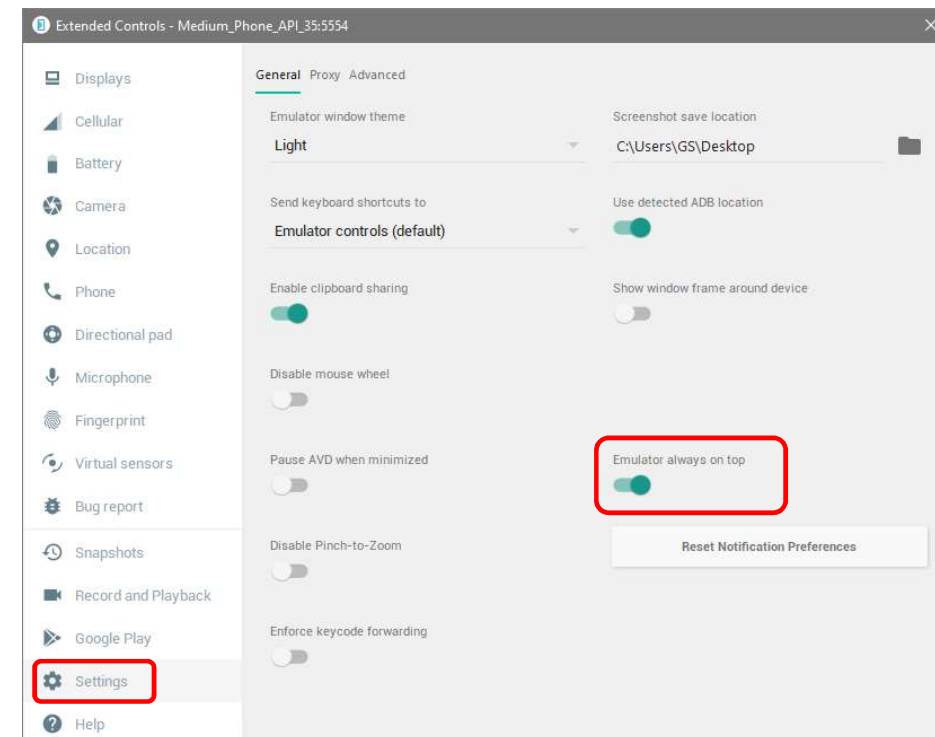 Extended Controls - Medium_Phone_API_35:5554
Displays
Cellular
Battery
Camera
Location
Phone
Directional pad
Microphone
Fingerprint
Virtual sensors
Bug report
Snapshots
Record and Playback
Google Play
Settings
Help
General Proxy Advanced
Emulator window theme
Light
Screenshot save location
C:\Users\GS\Desktop
Send keyboard shortcuts to
Emulator controls (default)
Use detected ADB location
Enable clipboard sharing
Show window frame around device
Disable mouse wheel
Pause AVD when minimized
Emulator always on top
Disable Pinch-to-Zoom
Reset Notification Preferences
Enforce keycode forwarding